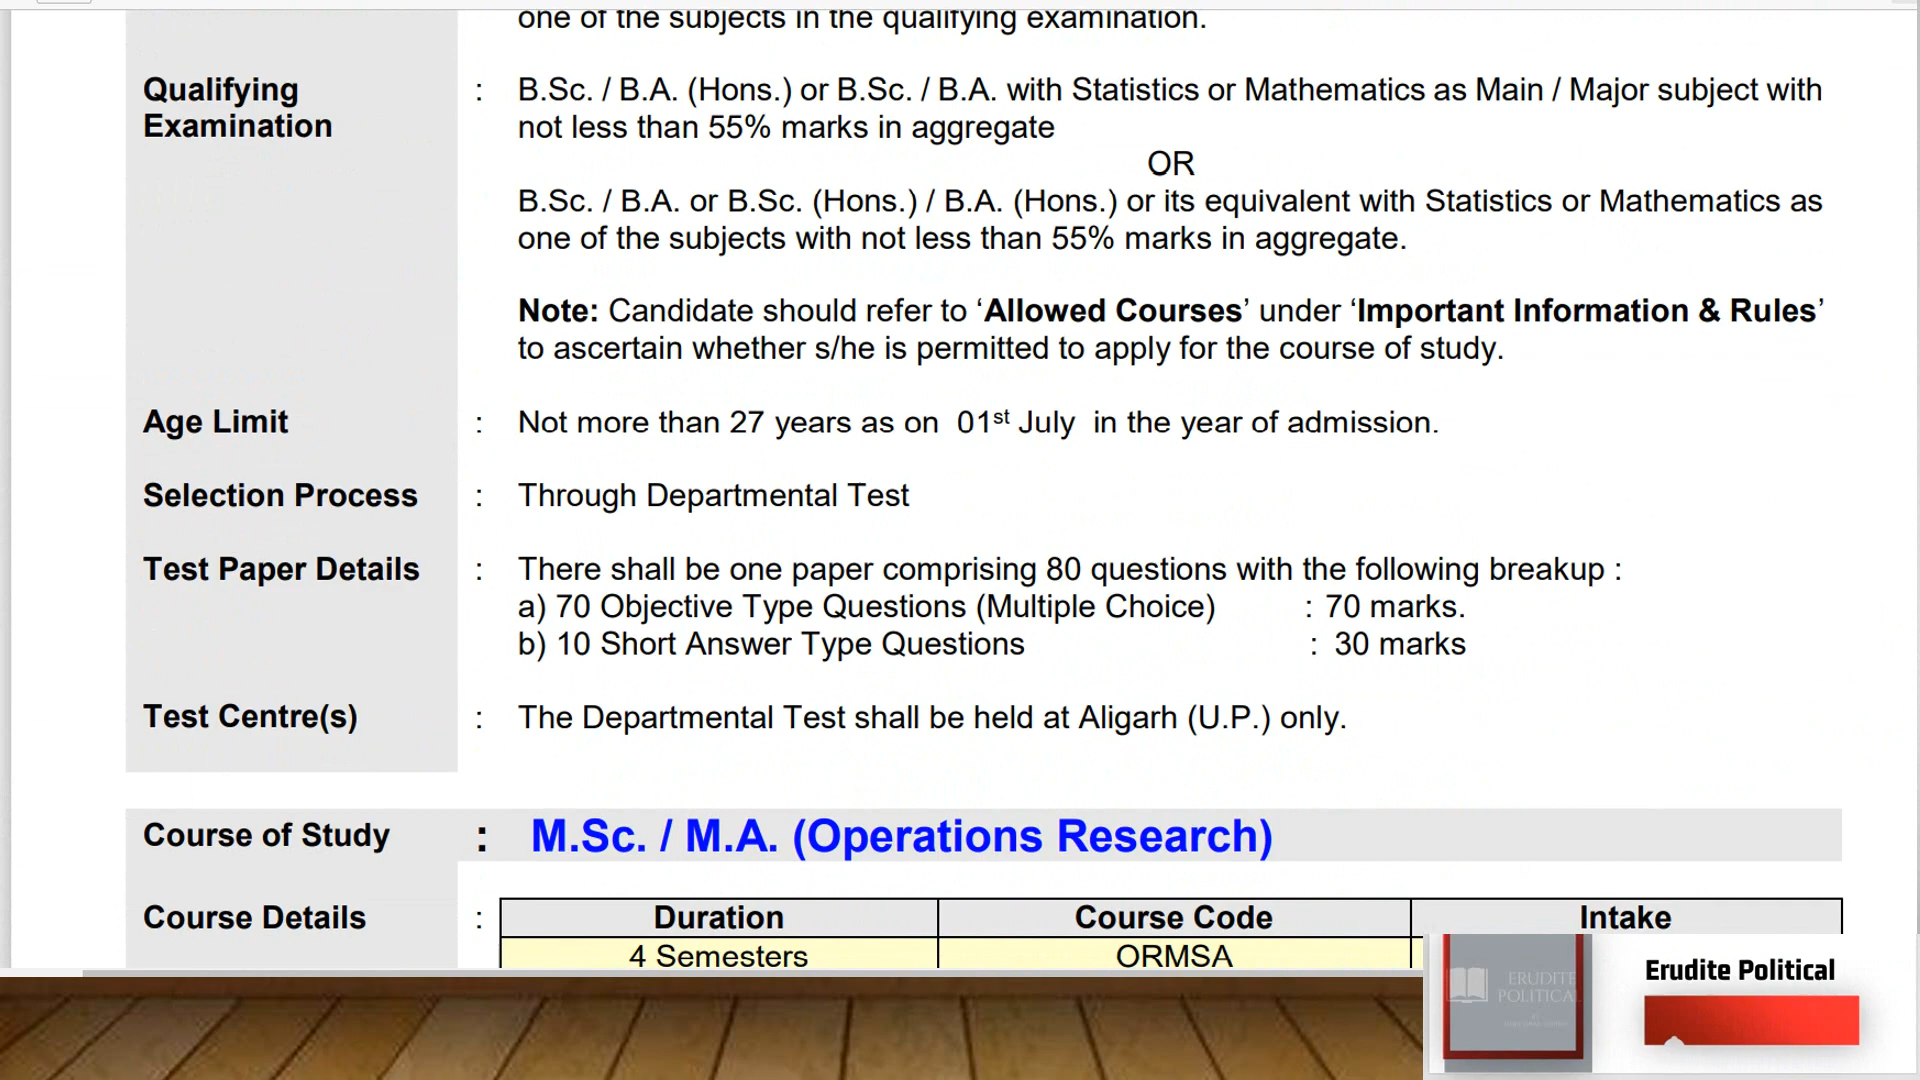 one of the subjects in the qualifying examination.
Qualifying Examination : B.Sc. / B.A. (Hons.) or B.Sc. / B.A. with Statistics or Mathematics as Main / Major subject with
not less than 55% marks in aggregate
OR
B.Sc. / B.A. or B.Sc. (Hons.) / B.A. (Hons.) or its equivalent with Statistics or Mathematics as
one of the subjects with not less than 55% marks in aggregate.
Note: Candidate should refer to ‘Allowed Courses’ under ‘Important Information & Rules’
to ascertain whether s/he is permitted to apply for the course of study.
Age Limit : Not more than 27 years as on 01st July in the year of admission.
Selection Process : Through Departmental Test
Test Paper Details : There shall be one paper comprising 80 questions with the following breakup :
a) 70 Objective Type Questions (Multiple Choice) : 70 marks.
b) 10 Short Answer Type Questions : 30 marks
Test Centre(s) : The Departmental Test shall be held at Aligarh (U.P.) only.
Course of Study : M.Sc. / M.A. (Operations Research)
Course Details : Duration Course Code Intake
4 Semesters ORMSA
ERUDITE
POLITICAL
Erudite Political